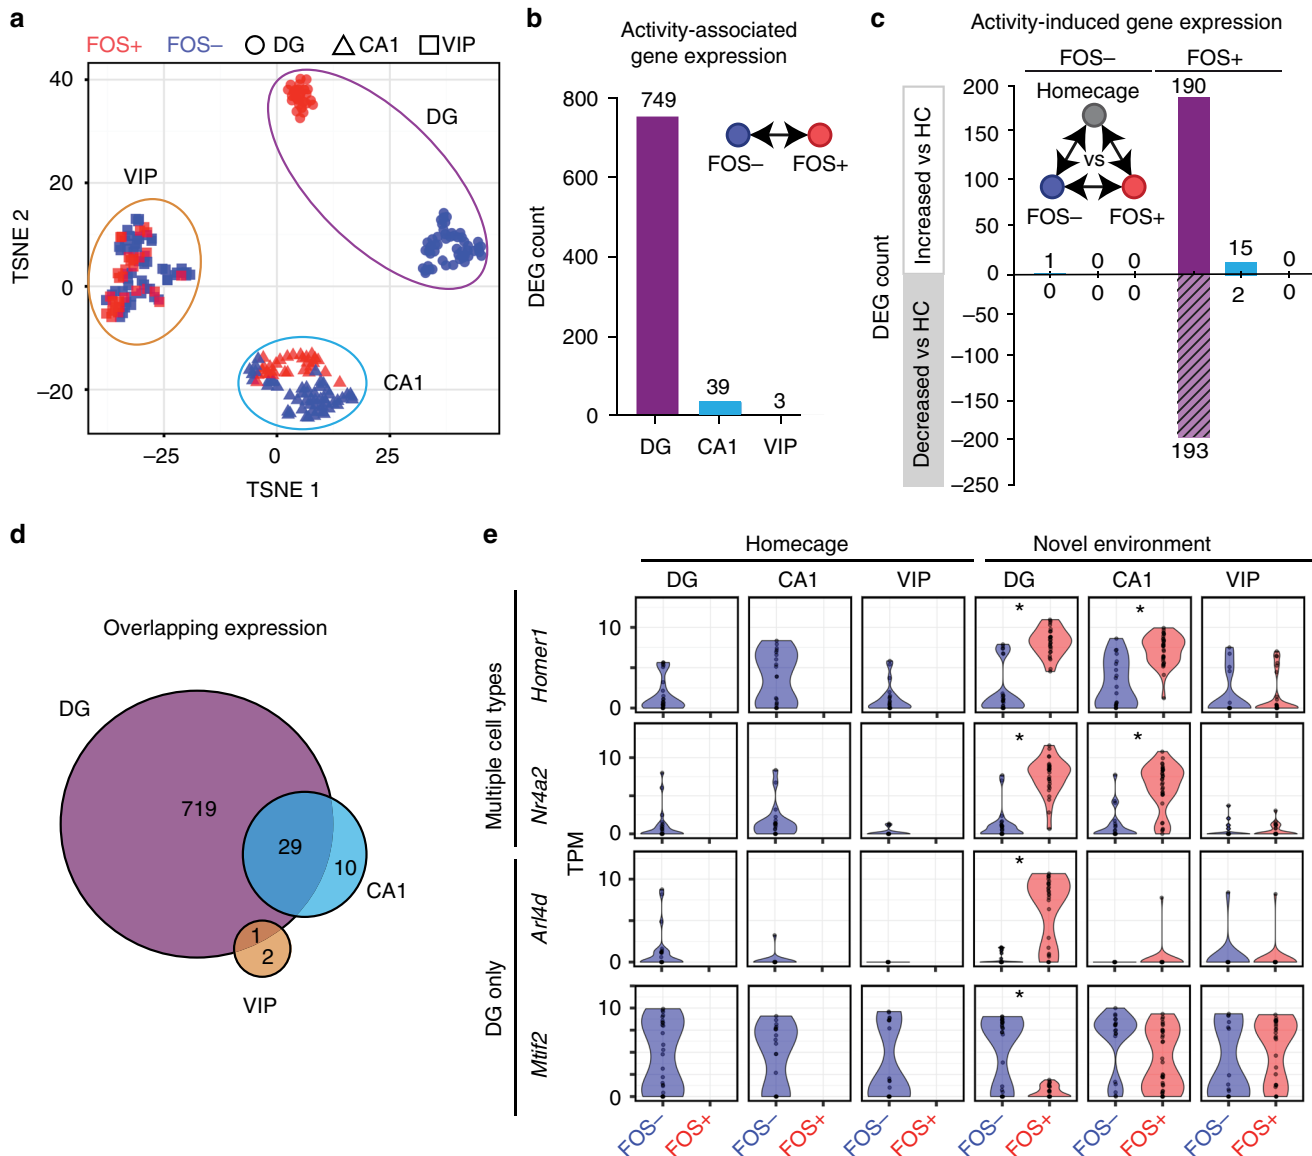 a
FOS+ FOS– DG CA1 VIP
40
20
0
–20
–25 0 25
TSNE 2
TSNE 1
VIP
DG
CA1
b
Activity-associated
gene expression
800
600
400
200
0
DEG count
749
39
3
FOS– FOS+
DG CA1 VIP
c
Activity-induced gene expression
FOS– FOS+
Increased vs HC
Decreased vs HC
DEG count
200
150
100
50
0
–50
–100
–150
–200
–250
Homecage
vs
FOS– FOS+
190
1 0 0 15 0
0 0 0 2 0
193
d
Overlapping expression
DG
719
29
10
CA1
1
2
VIP
e
Homecage Novel environment
DG CA1 VIP DG CA1 VIP
Multiple cell types
DG only
Homer1
Nr4a2
Arl4d
Mtif2
TPM
10
0
* *
10
0
* *
10
0
*
10
0
*
FOS– FOS+ FOS– FOS+ FOS– FOS+ FOS– FOS+ FOS– FOS+ FOS– FOS+